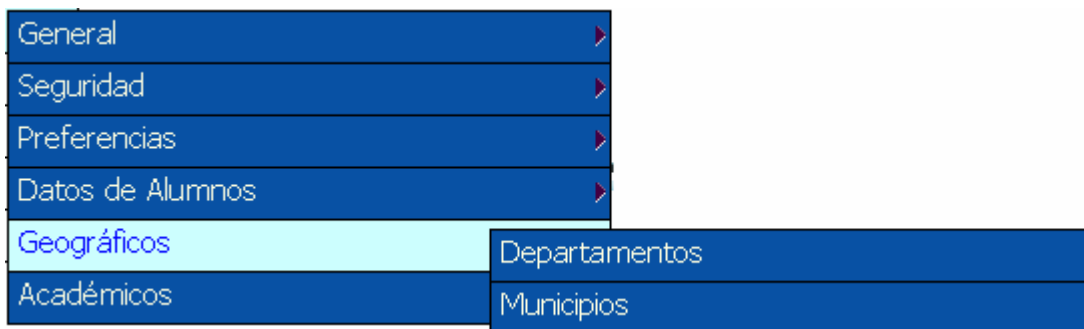 General
Seguridad
Preferencias
Datos de Alumnos
Geográficos
Departamentos
Académicos
Municipios